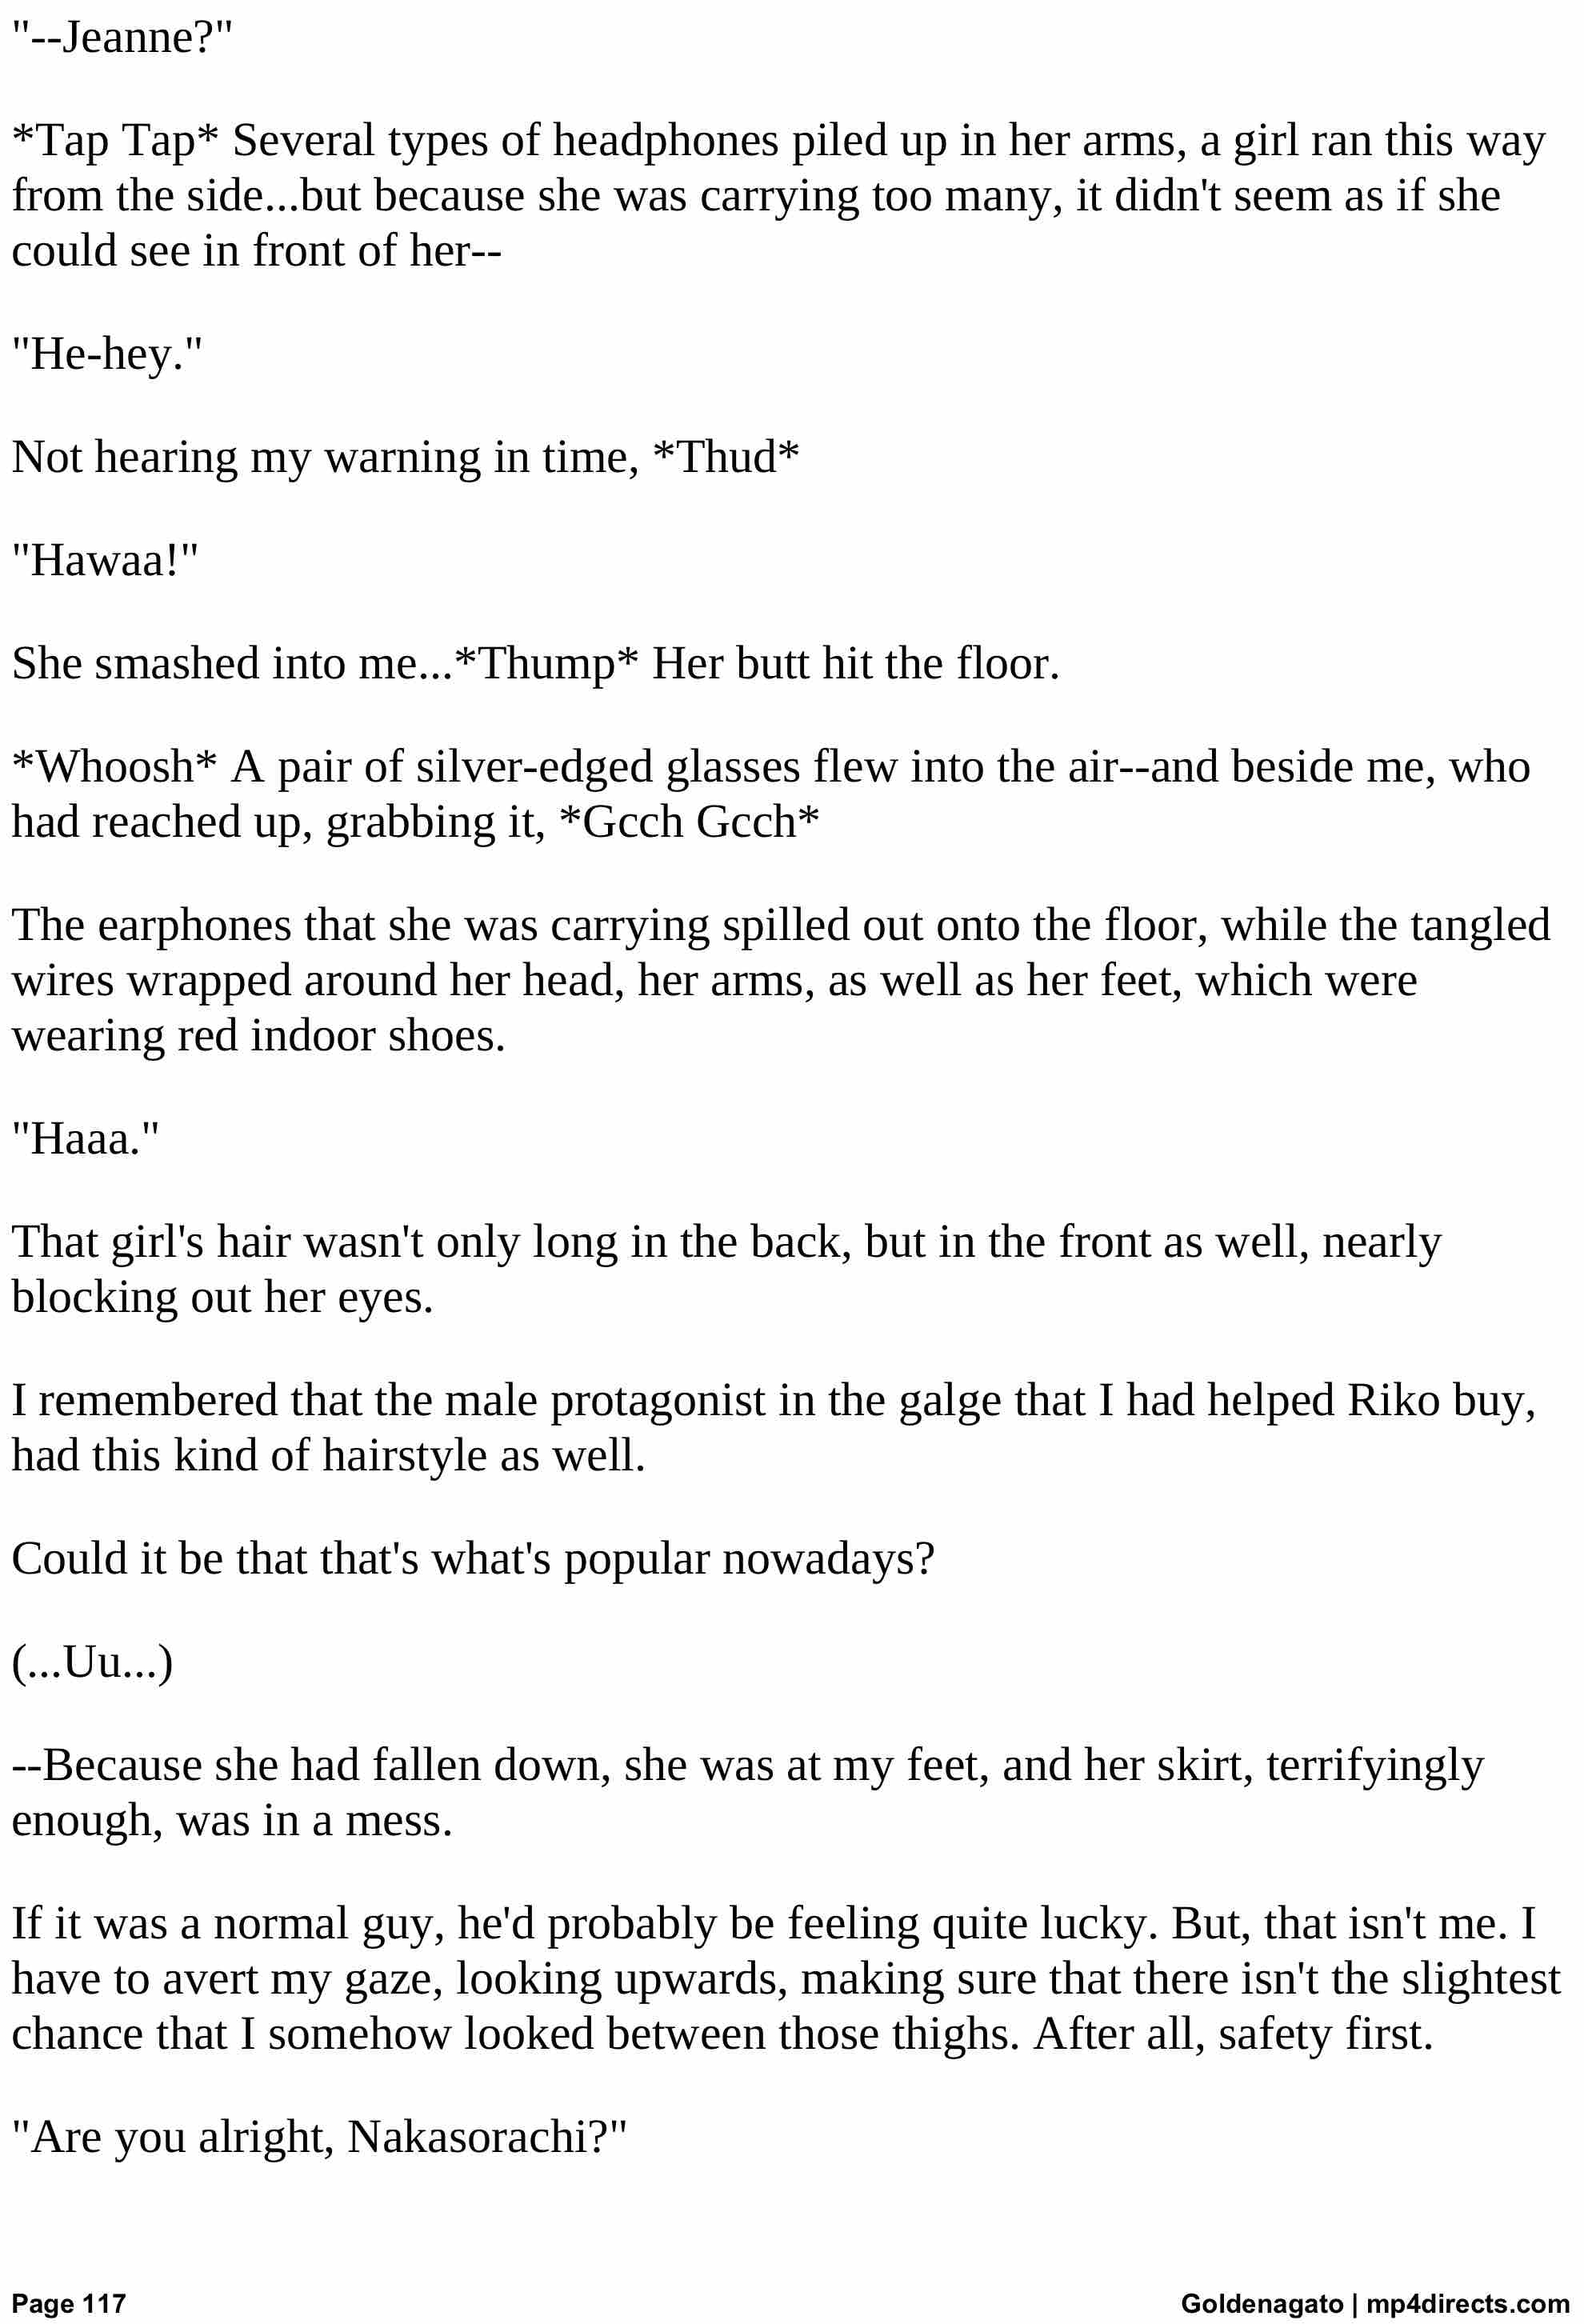 "--Jeanne?"
*Tap Tap* Several types of headphones piled up in her arms, a girl ran this way
from the side...but because she was carrying too many, it didn't seem as if she
could see in front of her--
"He-hey."
Not hearing my warning in time, *Thud*
"Hawaa!"
She smashed into me...*Thump* Her butt hit the floor.
*Whoosh* A pair of silver-edged glasses flew into the air--and beside me, who
had reached up, grabbing it, *Gcch Gcch*
The earphones that she was carrying spilled out onto the floor, while the tangled
wires wrapped around her head, her arms, as well as her feet, which were
wearing red indoor shoes.
"Haaa."
That girl's hair wasn't only long in the back, but in the front as well, nearly
blocking out her eyes.
I remembered that the male protagonist in the galge that I had helped Riko buy,
had this kind of hairstyle as well.
Could it be that that's what's popular nowadays?
(...Uu...)
--Because she had fallen down, she was at my feet, and her skirt, terrifyingly
enough, was in a mess.
If it was a normal guy, he'd probably be feeling quite lucky. But, that isn't me. I
have to avert my gaze, looking upwards, making sure that there isn't the slightest
chance that I somehow looked between those thighs. After all, safety first.
"Are you alright, Nakasorachi?"
Page 117 Goldenagato | mp4directs.com